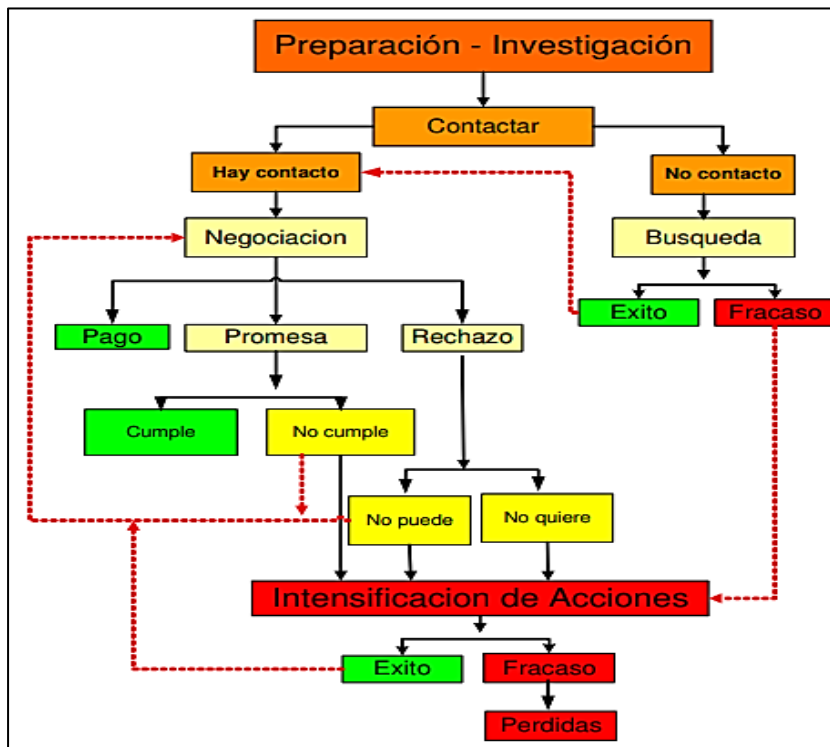 Preparación - Investigación
Contactar
Hay contacto
No contacto
Negociacion
Busqueda
Exito
Fracaso
Pago
Promesa
Rechazo
Cumple
No cumple
No puede
No quiere
Intensificacion de Acciones
Exito
Fracaso
Perdidas